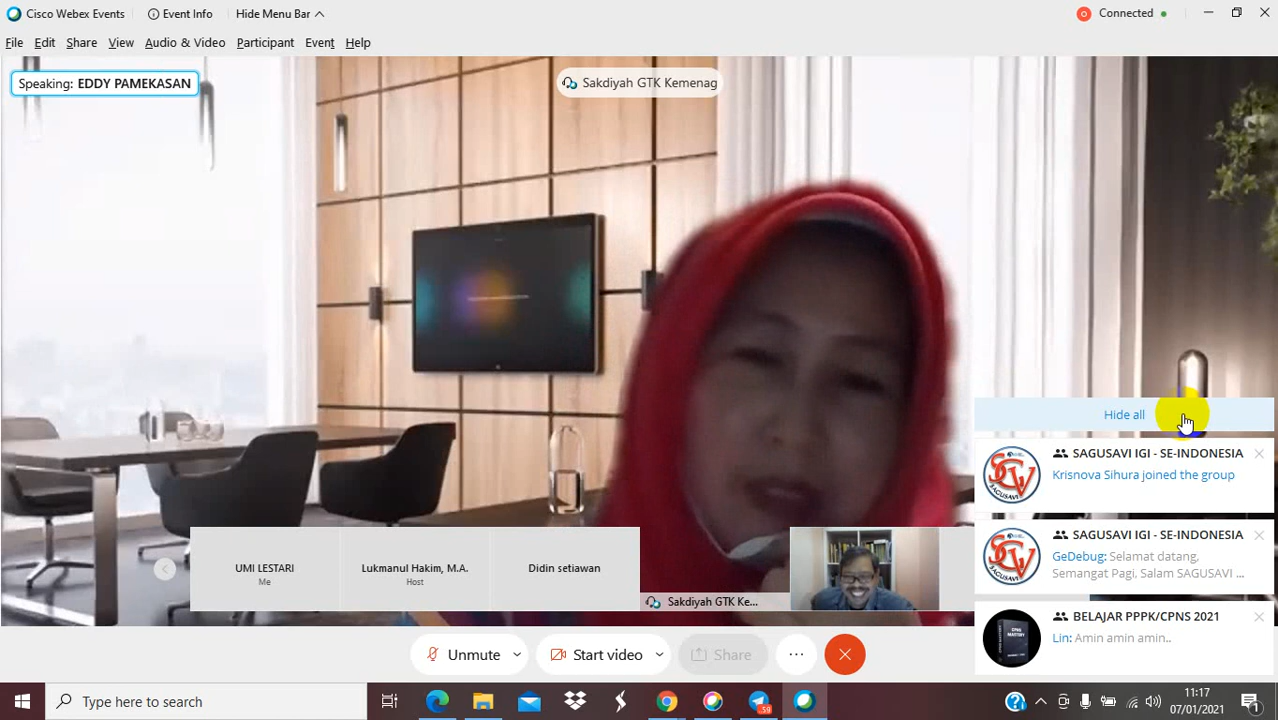 Cisco Webex Events
Event Info
Hide Menu Bar
Connected
File Edit Share View Audio & Video Participant Event Help
Speaking: EDDY PAMEKASAN
Sakdiyah GTK Kemenag
Hide all
SAGUSAVI IGI - SE-INDONESIA
Krisnova Sihura joined the group
SAGUSAVI IGI - SE-INDONESIA
GeDebug: Selamat datang,
Semangat Pagi, Salam SAGUSAVI ...
BELAJAR PPPK/CPNS 2021
Lin: Amin amin amin..
UMI LESTARI
Me
Lukmanul Hakim, M.A.
Host
Didin setiawan
Sakdiyah GTK Ke...
Unmute
Start video
Share
Type here to search
59
11:17
07/01/2021
1